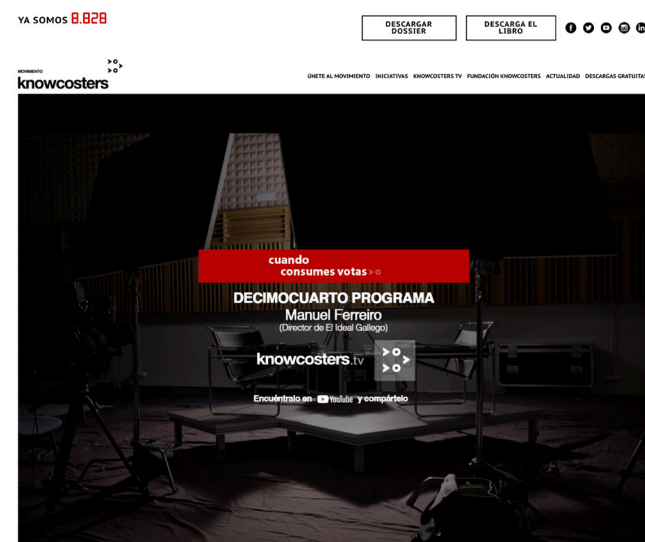 YA SOMOS 8.828
DESCARGAR
DOSSIER
DESCARGA EL
LIBRO
MOVIMIENTO
knowcosters
ÚNETE AL MOVIMIENTO INICIATIVAS KNOWCOSTERS TV FUNDACIÓN KNOWCOSTERS ACTUALIDAD DESCARGAS GRATUITAS
cuando
consumes votas
DECIMOCUARTO PROGRAMA
Manuel Ferreiro
(Director de El Ideal Gallego)
knowcosters.tv
Encuéntralo en YouTube y compártelo